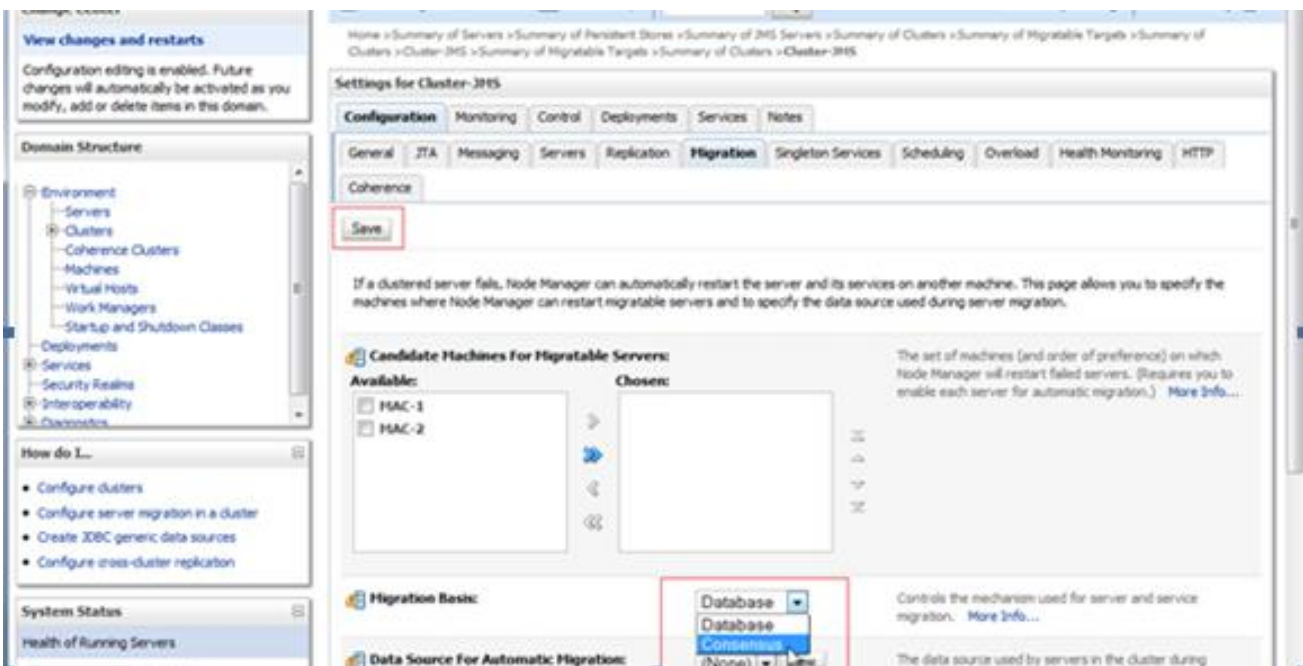 View changes and restarts
Configuration editing is enabled. Future
changes will automatically be activated as you
modify, add or delete items in this domain.
Domain Structure
Environment
Servers
Clusters
Coherence Clusters
Machines
Virtual Hosts
Work Managers
Startup and Shutdown Classes
Deployments
Services
Security Realms
Interoperability
Diagnostics
How do I...
Configure clusters
Configure server migration in a cluster
Create JDBC generic data sources
Configure cross-cluster replication
System Status
Health of Running Servers
Home >Summary of Servers >Summary of Persistent Stores >Summary of JMS Servers >Summary of Clusters >Summary of Migratable Targets >Summary of
Clusters >Cluster-JMS >Summary of Migratable Targets >Summary of Clusters >Cluster-JMS
Settings for Cluster-JMS
Configuration Monitoring Control Deployments Services Notes
General JTA Messaging Servers Replication Migration Singleton Services Scheduling Overload Health Monitoring HTTP
Coherence
Save
If a clustered server fails, Node Manager can automatically restart the server and its services on another machine. This page allows you to specify the
machines where Node Manager can restart migratable servers and to specify the data source used during server migration.
Candidate Machines For Migratable Servers:
Available: Chosen:
MAC-1
MAC-2
The set of machines (and order of preference) on which
Node Manager will restart failed servers. (Requires you to
enable each server for automatic migration.) More Info...
Migration Basis:
Database
Database
Consensus
Controls the mechanism used for server and service
migration. More Info...
Data Source For Automatic Migration:
(None)
The data source used by servers in the cluster during